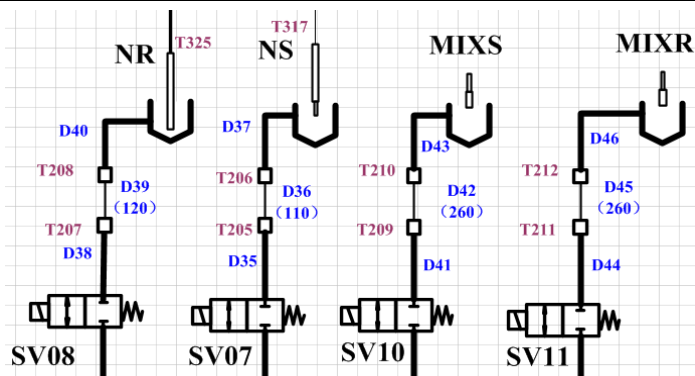 T325
NR
T317
NS
MIXS
MIXR
D40
D37
D43
D46
T208
T206
T210
T212
D39
(120)
D36
(110)
D42
(260)
D45
(260)
T207
T205
T209
T211
D38
D35
D41
D44
SV08
SV07
SV10
SV11